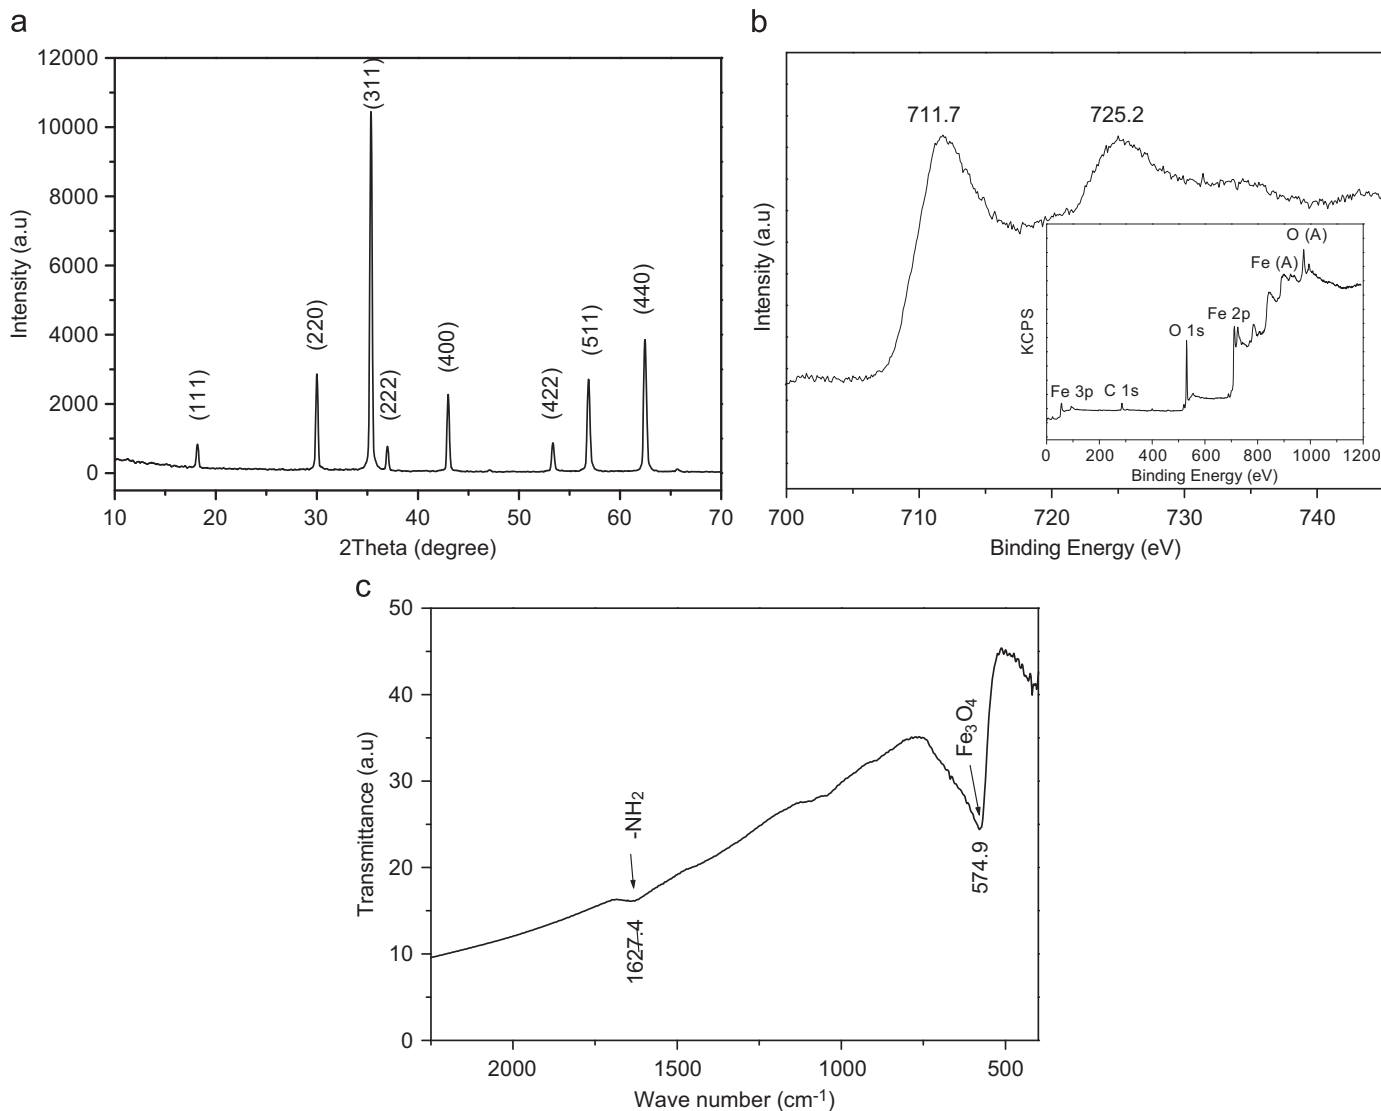 a
12000
10000
8000
6000
4000
2000
0
Intensity (a.u)
(111)
(220)
(311)
(222)
(400)
(422)
(511)
(440)
10 20 30 40 50 60 70
2Theta (degree)
b
711.7
725.2
Intensity (a.u)
700 710 720 730 740
Binding Energy (eV)
KCPS
Fe 3p
C 1s
O 1s
Fe 2p
Fe (A)
O (A)
0 200 400 600 800 1000 1200
Binding Energy (eV)
c
50
40
30
20
10
0
Transmittance (a.u)
-NH2
1627.4
Fe3O4
574.9
2000 1500 1000 500
Wave number (cm-1)